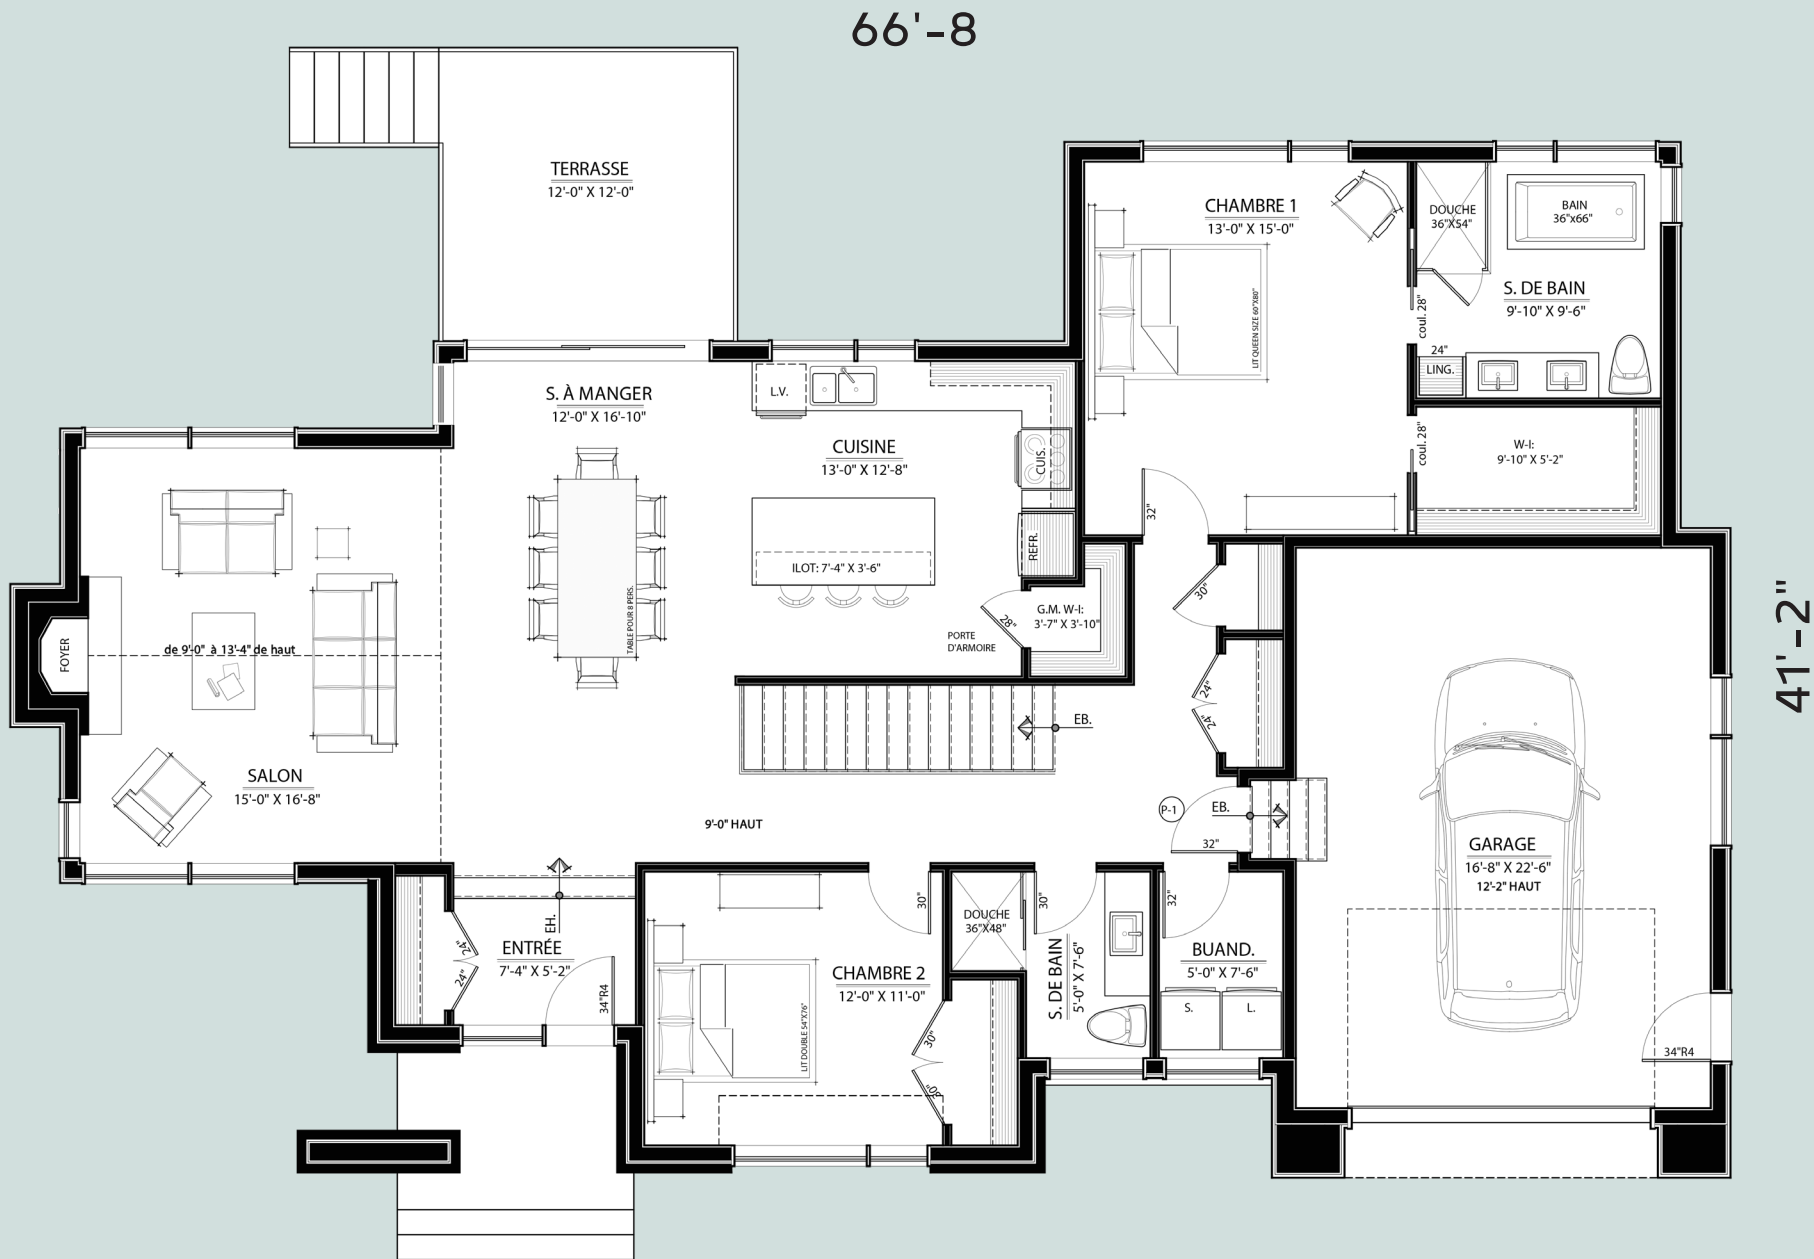 66'-8
41'-2"
TERRASSE
12'-0" X 12'-0"
CHAMBRE 1
13'-0" X 15'-0"
LIT QUEEN SIZE 60"X80"
DOUCHE
36"X54"
BAIN
36"x66"
S. DE BAIN
9'-10" X 9'-6"
coul. 28"
24"
LING.
coul. 28"
W-I:
9'-10" X 5'-2"
32"
S. À MANGER
12'-0" X 16'-10"
TABLE POUR 8 PERS.
L.V.
CUISINE
13'-0" X 12'-8"
CUIS.
REFR.
ILOT: 7'-4" X 3'-6"
G.M. W-I:
3'-7" X 3'-10"
28"
PORTE
D'ARMOIRE
30"
24"
24"
FOYER
de 9'-0" à 13'-4" de haut
SALON
15'-0" X 16'-8"
EB.
9'-0" HAUT
P-1
EB.
32"
GARAGE
16'-8" X 22'-6"
12'-2" HAUT
34"R4
EH.
ENTRÉE
7'-4" X 5'-2"
24"
24"
34"R4
CHAMBRE 2
12'-0" X 11'-0"
LIT DOUBLE 54"X76"
30"
30"
30"
DOUCHE
36"X48"
30"
S. DE BAIN
5'-0" X 7'-6"
32"
BUAND.
5'-0" X 7'-6"
S.
L.